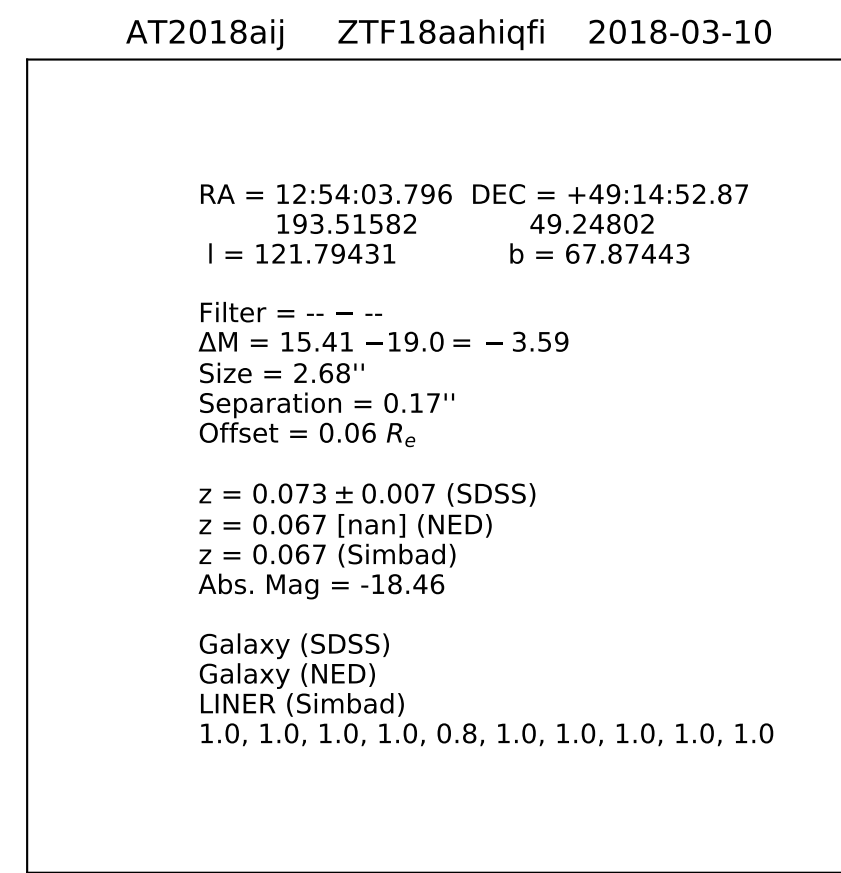 AT2018aij ZTF18aahiqfi 2018-03-10
RA = 12:54:03.796 DEC = +49:14:52.87
193.51582 49.24802
l = 121.79431 b = 67.87443
Filter = -- − --
ΔM = 15.41 −19.0 = − 3.59
Size = 2.68''
Separation = 0.17''
Offset = 0.06 Rₑ
z = 0.073 ± 0.007 (SDSS)
z = 0.067 [nan] (NED)
z = 0.067 (Simbad)
Abs. Mag = -18.46
Galaxy (SDSS)
Galaxy (NED)
LINER (Simbad)
1.0, 1.0, 1.0, 1.0, 0.8, 1.0, 1.0, 1.0, 1.0, 1.0